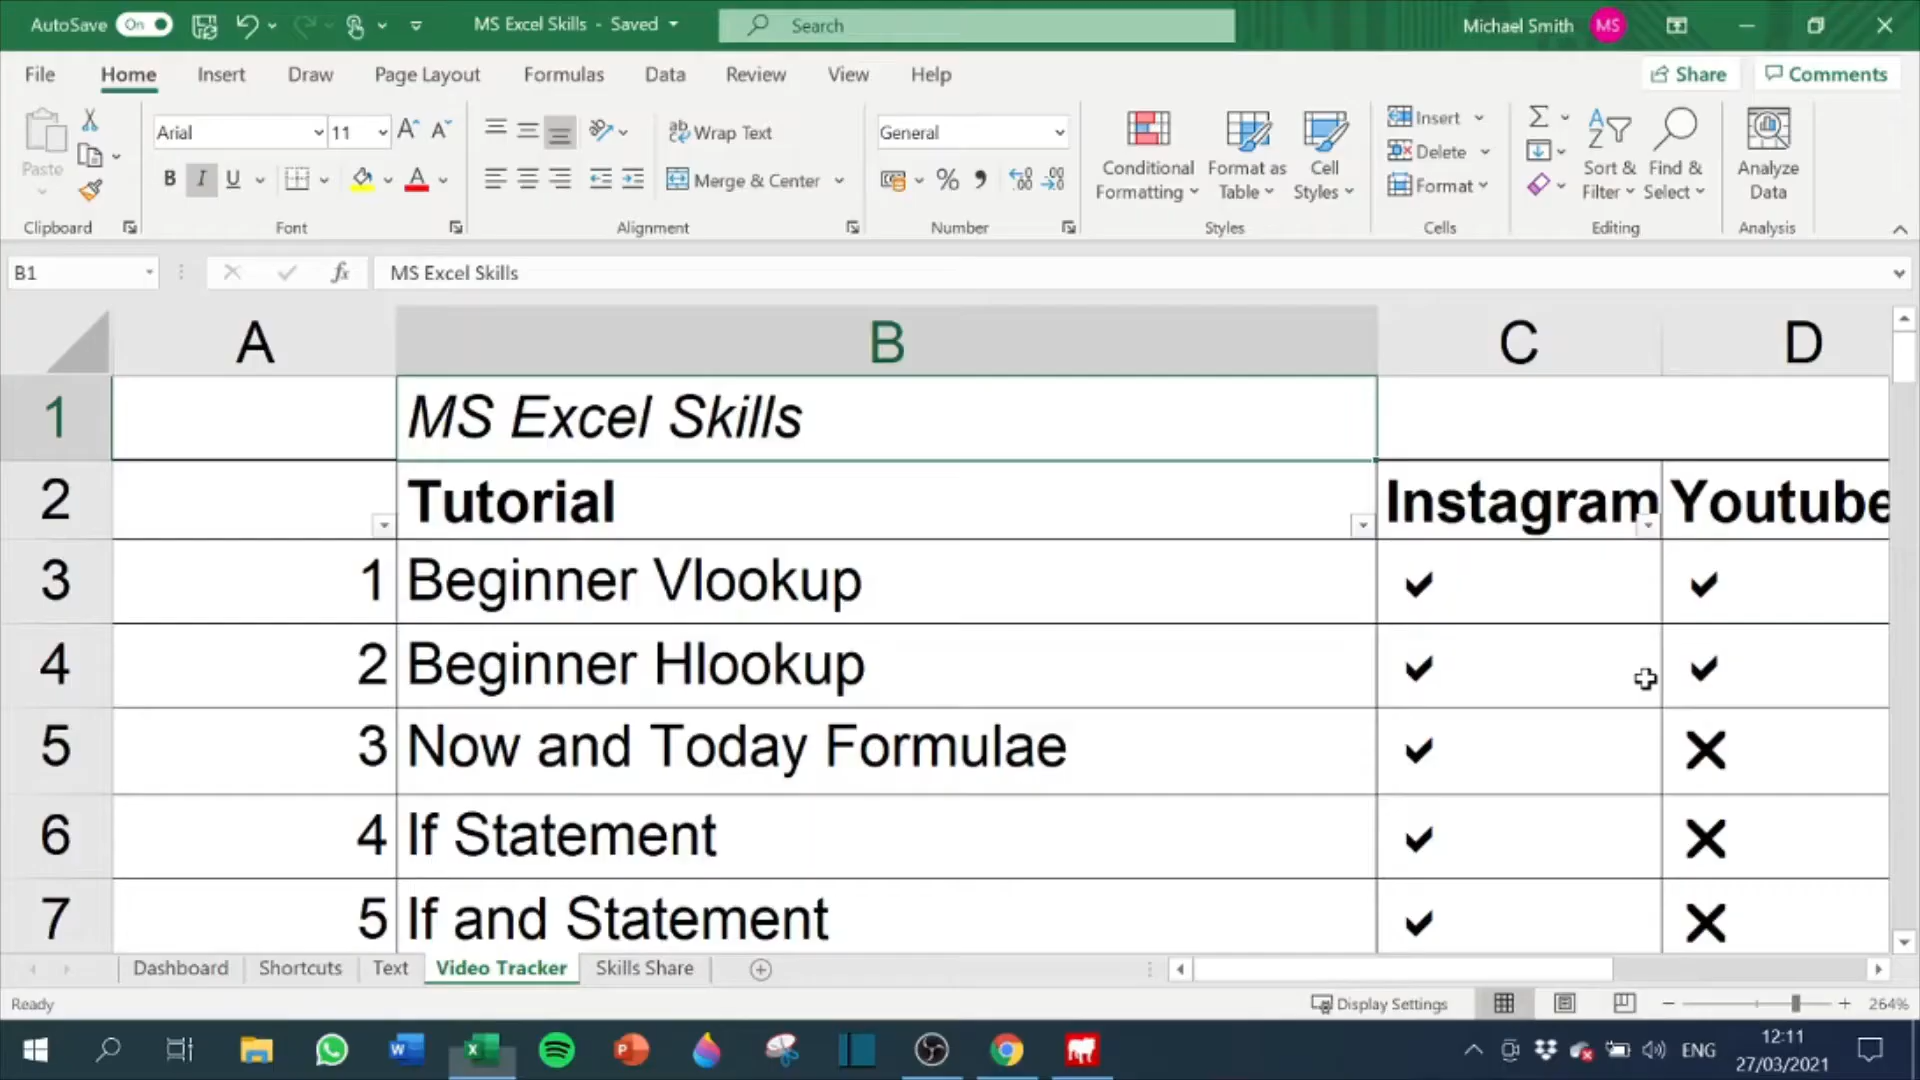 AutoSave On MS Excel Skills - Saved Search Michael Smith MS
File Home Insert Draw Page Layout Formulas Data Review View Help Share Comments
Arial 11 Wrap Text General Insert
Paste B I U Merge & Center Conditional Formatting Format as Table Cell Styles Delete Format Sort & Filter Find & Select Analyze Data
Clipboard Font Alignment Number Styles Cells Editing Analysis
B1 fx MS Excel Skills
A B C D
1 MS Excel Skills
2 Tutorial Instagram Youtube
3 1 Beginner Vlookup ✔ ✔
4 2 Beginner Hlookup ✔ ✔
5 3 Now and Today Formulae ✔ ✕
6 4 If Statement ✔ ✕
7 5 If and Statement ✔ ✕
Dashboard Shortcuts Text Video Tracker Skills Share
Ready Display Settings 264%
ENG 12:11
27/03/2021